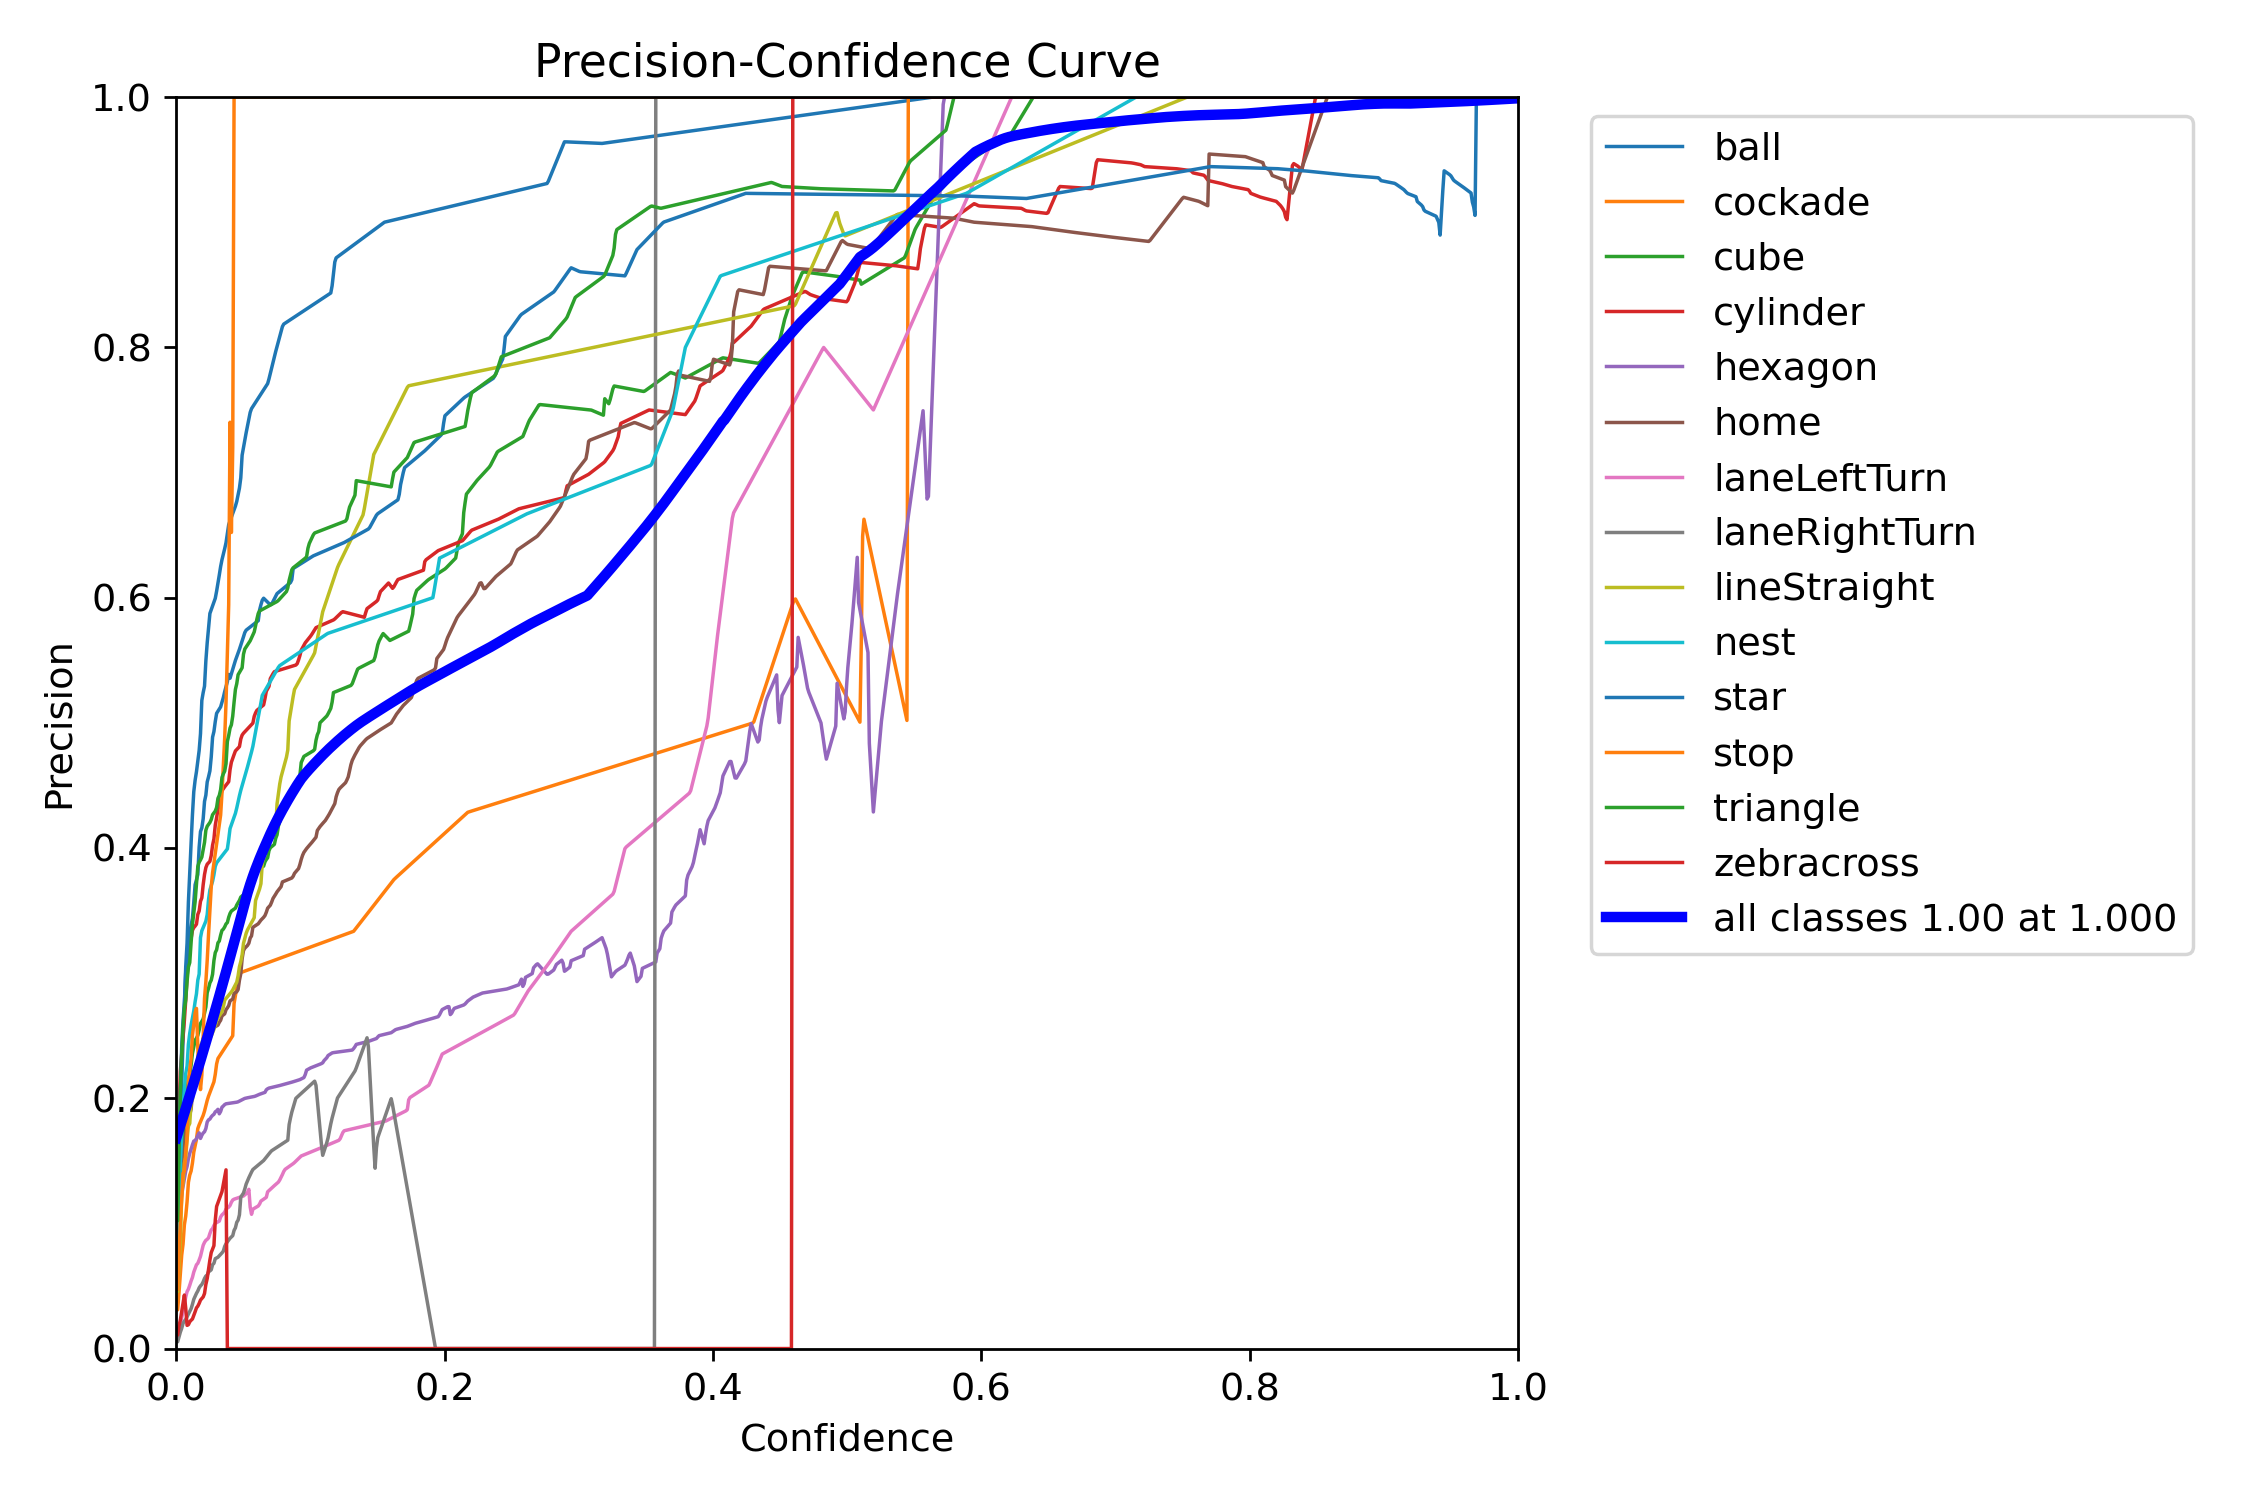 Precision-Confidence Curve
1.0
0.8
0.6
0.4
0.2
0.0
Precision
0.0 0.2 0.4 0.6 0.8 1.0
Confidence
ball
cockade
cube
cylinder
hexagon
home
laneLeftTurn
laneRightTurn
lineStraight
nest
star
stop
triangle
zebracross
all classes 1.00 at 1.000